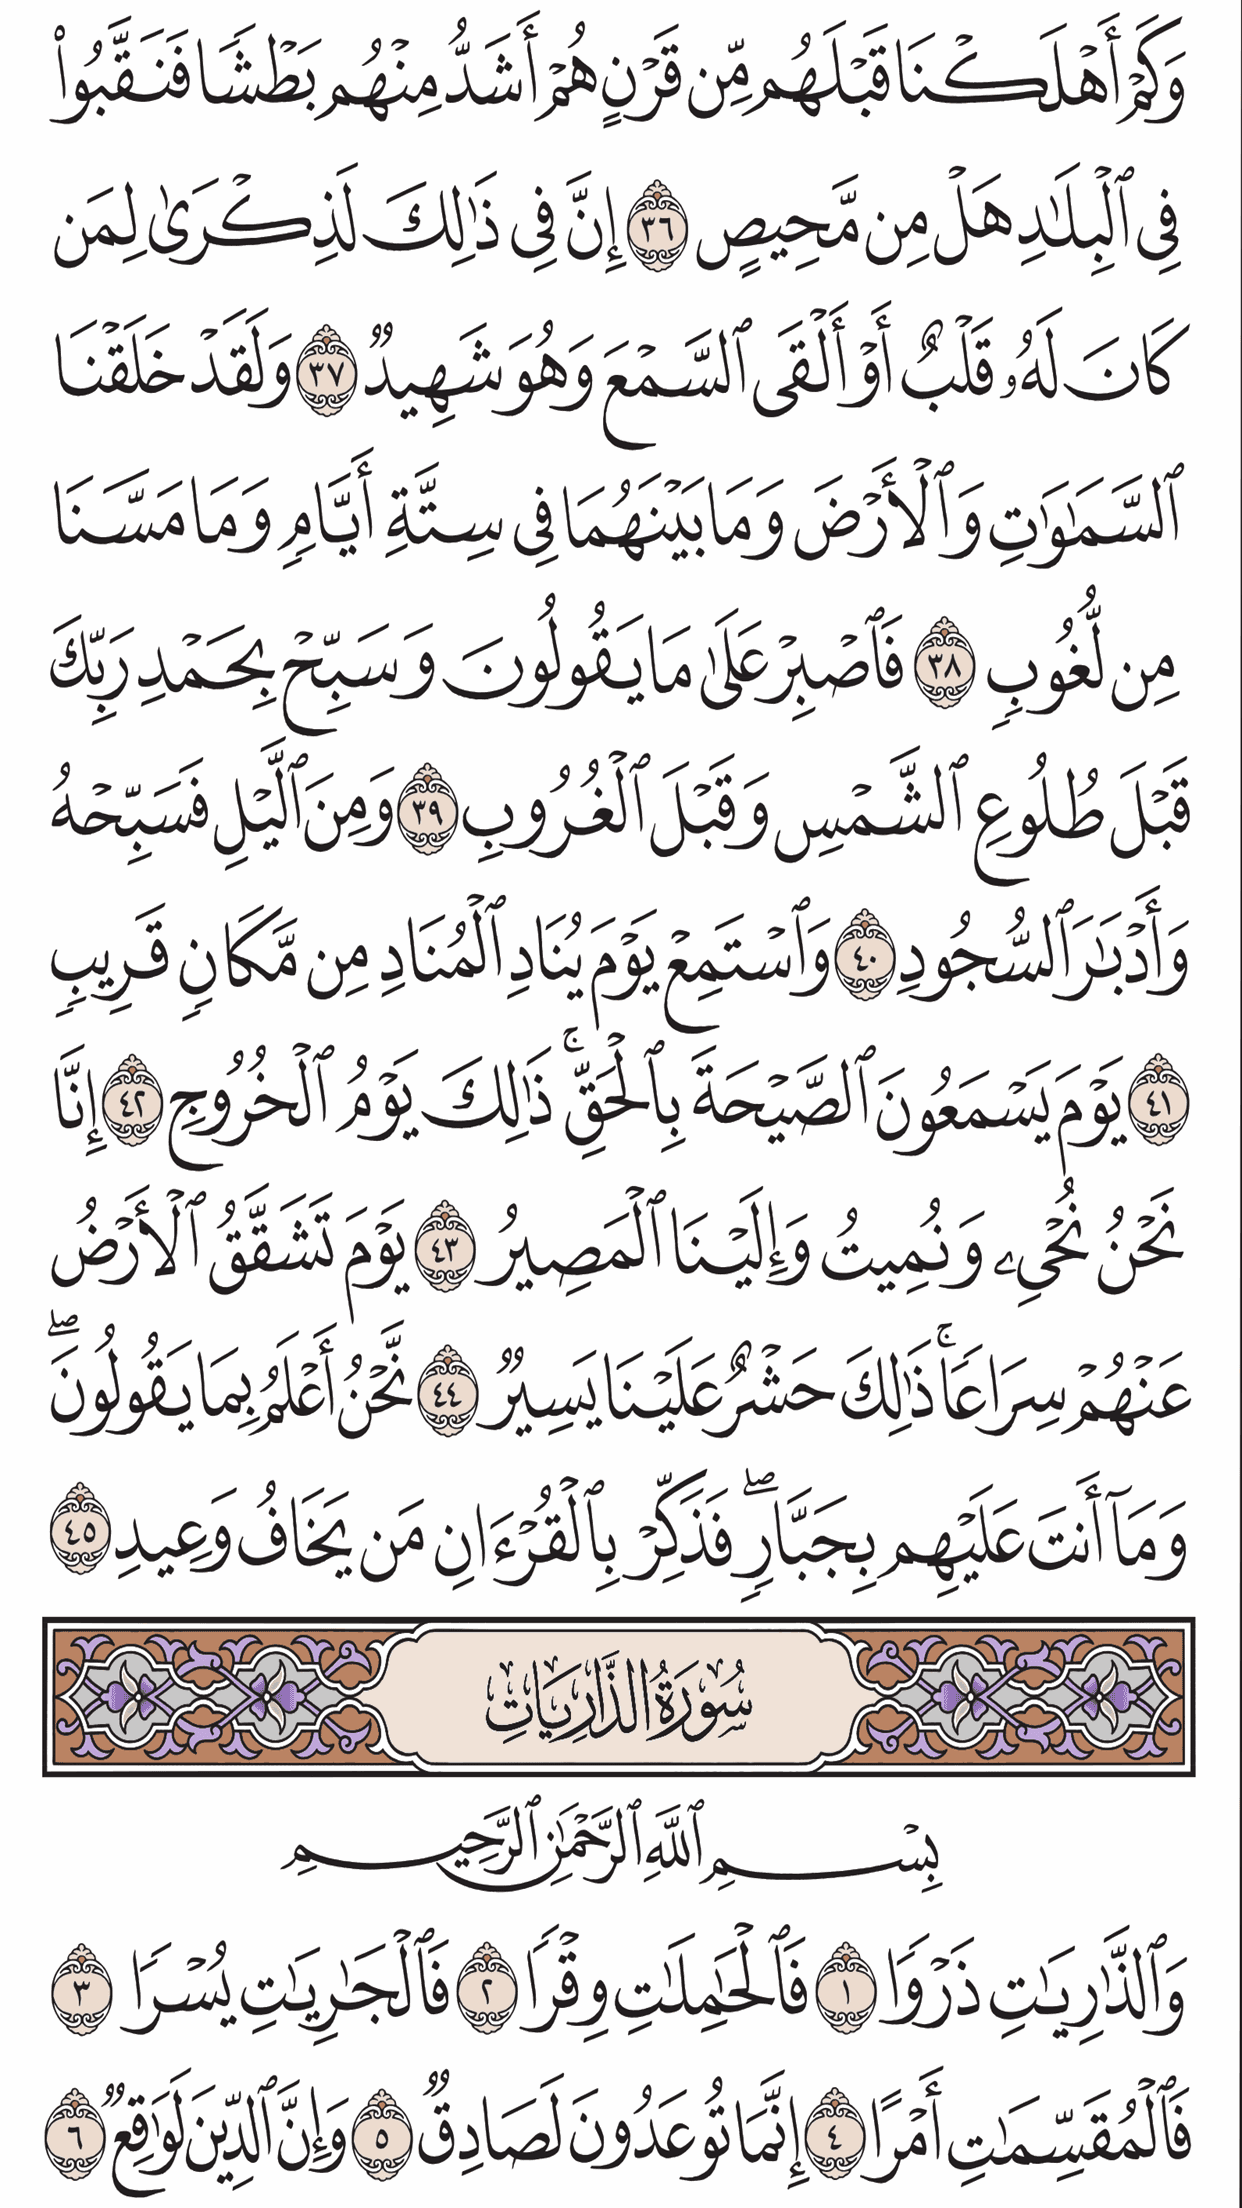 وَكَمْ أَهْلَكْنَا قَبْلَهُم مِّن قَرْنٍ هُمْ أَشَدُّ مِنْهُم بَطْشًا فَنَقَّبُوا۟
فِى ٱلْبِلَـٰدِ هَلْ مِن مَّحِيصٍ ٣٦ إِنَّ فِى ذَٰلِكَ لَذِكْرَىٰ لِمَن
كَانَ لَهُۥ قَلْبٌ أَوْ أَلْقَى ٱلسَّمْعَ وَهُوَ شَهِيدٌ ٣٧ وَلَقَدْ خَلَقْنَا
ٱلسَّمَـٰوَٰتِ وَٱلْأَرْضَ وَمَا بَيْنَهُمَا فِى سِتَّةِ أَيَّامٍ وَمَا مَسَّنَا
مِن لُّغُوبٍ ٣٨ فَٱصْبِرْ عَلَىٰ مَا يَقُولُونَ وَسَبِّحْ بِحَمْدِ رَبِّكَ
قَبْلَ طُلُوعِ ٱلشَّمْسِ وَقَبْلَ ٱلْغُرُوبِ ٣٩ وَمِنَ ٱلَّيْلِ فَسَبِّحْهُ
وَأَدْبَـٰرَ ٱلسُّجُودِ ٤٠ وَٱسْتَمِعْ يَوْمَ يُنَادِ ٱلْمُنَادِ مِن مَّكَانٍ قَرِيبٍ
٤١ يَوْمَ يَسْمَعُونَ ٱلصَّيْحَةَ بِٱلْحَقِّ ۚ ذَٰلِكَ يَوْمُ ٱلْخُرُوجِ ٤٢ إِنَّا
نَحْنُ نُحْىِۦ وَنُمِيتُ وَإِلَيْنَا ٱلْمَصِيرُ ٤٣ يَوْمَ تَشَقَّقُ ٱلْأَرْضُ
عَنْهُمْ سِرَاعًا ۚ ذَٰلِكَ حَشْرٌ عَلَيْنَا يَسِيرٌ ٤٤ نَّحْنُ أَعْلَمُ بِمَا يَقُولُونَ ۖ
وَمَآ أَنتَ عَلَيْهِم بِجَبَّارٍ ۖ فَذَكِّرْ بِٱلْقُرْءَانِ مَن يَخَافُ وَعِيدِ ٤٥
سُورَةُ الذَّارِيَاتِ
بِسْمِ ٱللَّهِ ٱلرَّحْمَـٰنِ ٱلرَّحِيمِ
وَٱلذَّٰرِيَـٰتِ ذَرْوًا ١ فَٱلْحَـٰمِلَـٰتِ وِقْرًا ٢ فَٱلْجَـٰرِيَـٰتِ يُسْرًا ٣
فَٱلْمُقَسِّمَـٰتِ أَمْرًا ٤ إِنَّمَا تُوعَدُونَ لَصَادِقٌ ٥ وَإِنَّ ٱلدِّينَ لَوَٰقِعٌ ٦